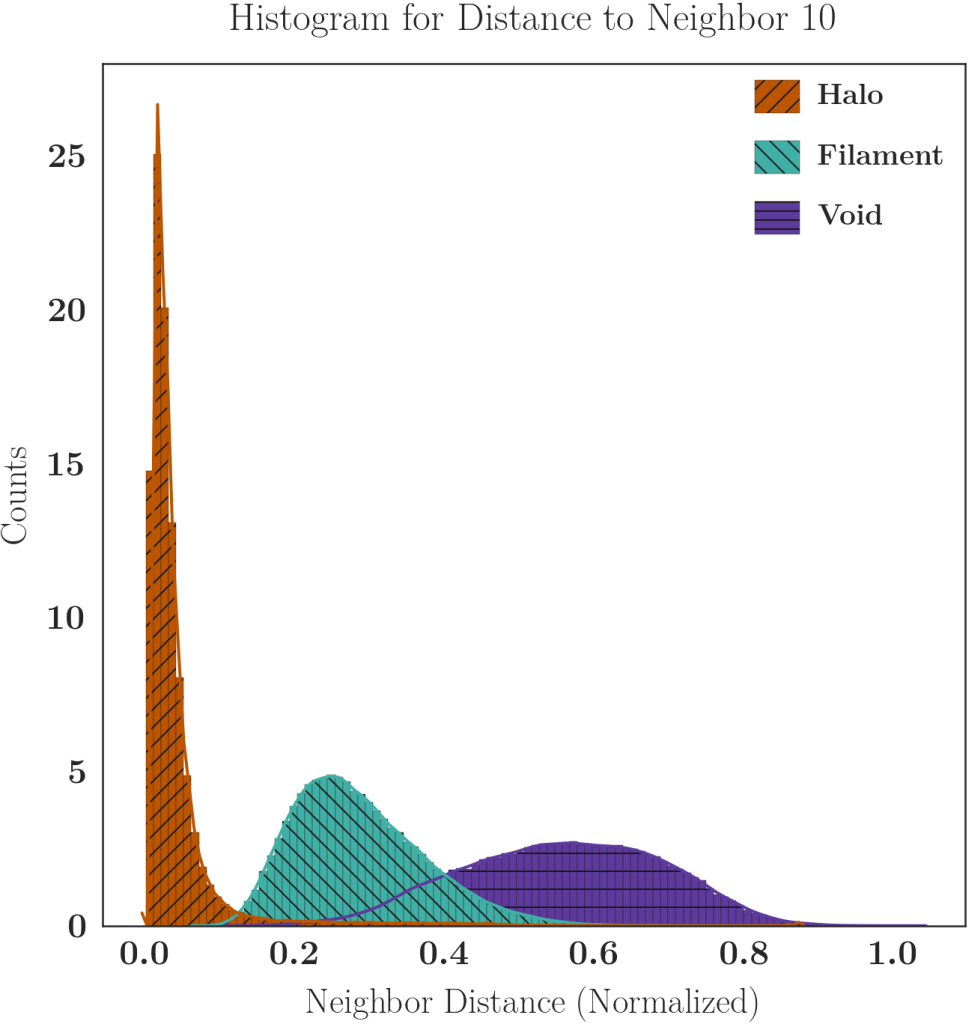 Histogram for Distance to Neighbor 10
Halo
Filament
Void
Counts
25
20
15
10
5
0
0.0 0.2 0.4 0.6 0.8 1.0
Neighbor Distance (Normalized)